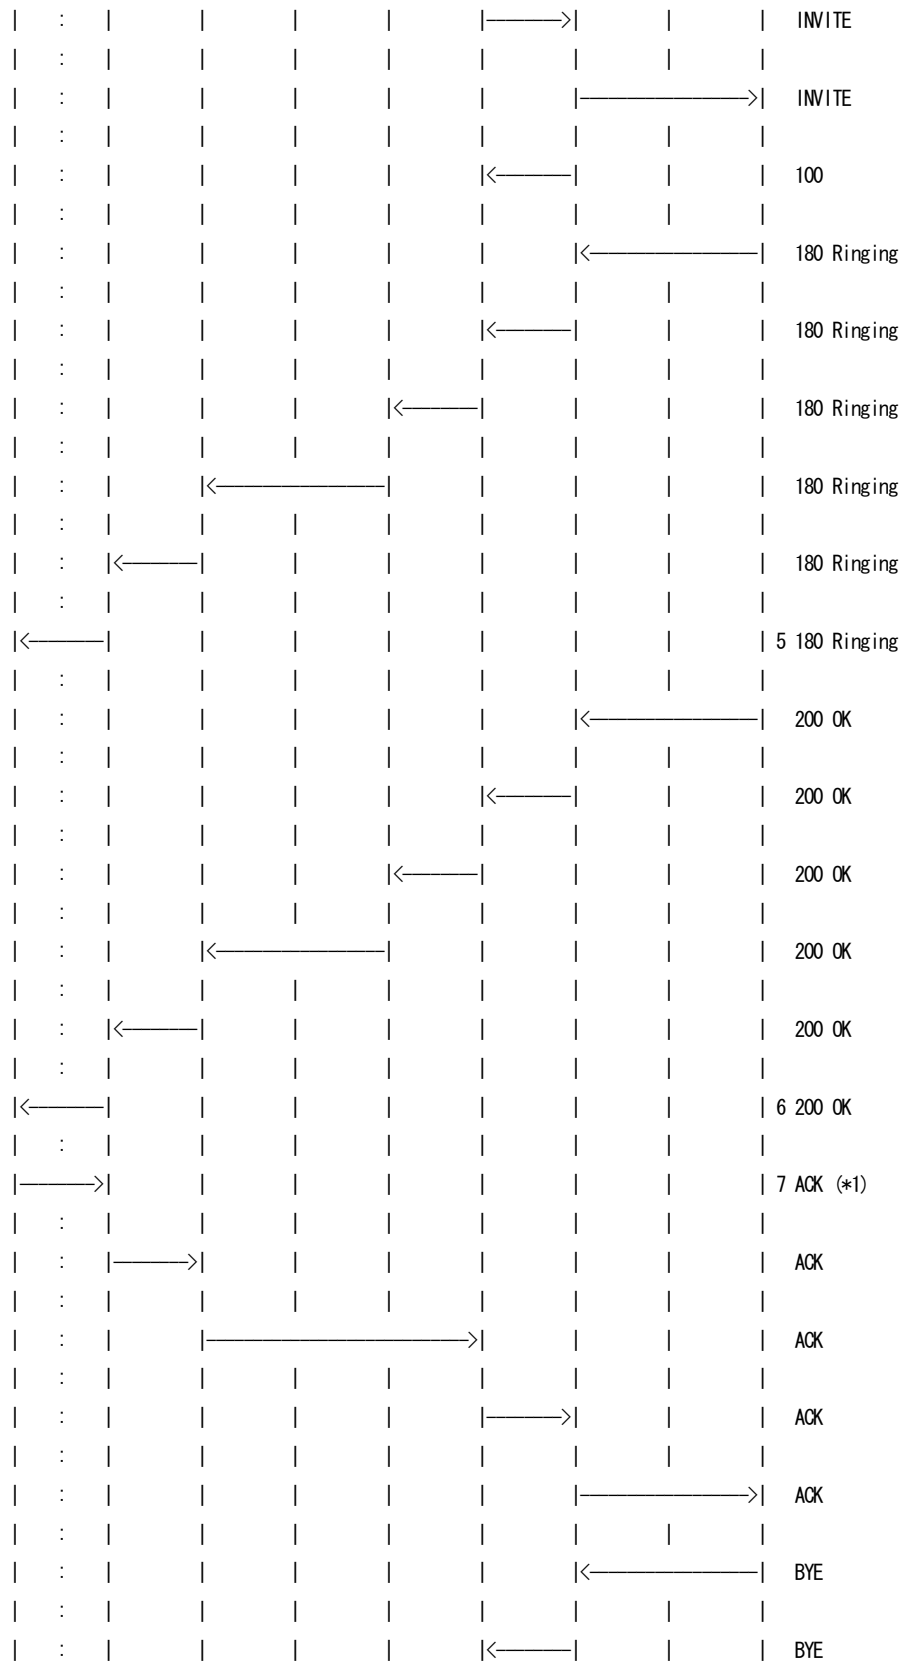 INVITE
INVITE
100
180 Ringing
180 Ringing
180 Ringing
180 Ringing
180 Ringing
5 180 Ringing
200 OK
200 OK
200 OK
200 OK
200 OK
6 200 OK
7 ACK (*1)
ACK
ACK
ACK
ACK
BYE
BYE